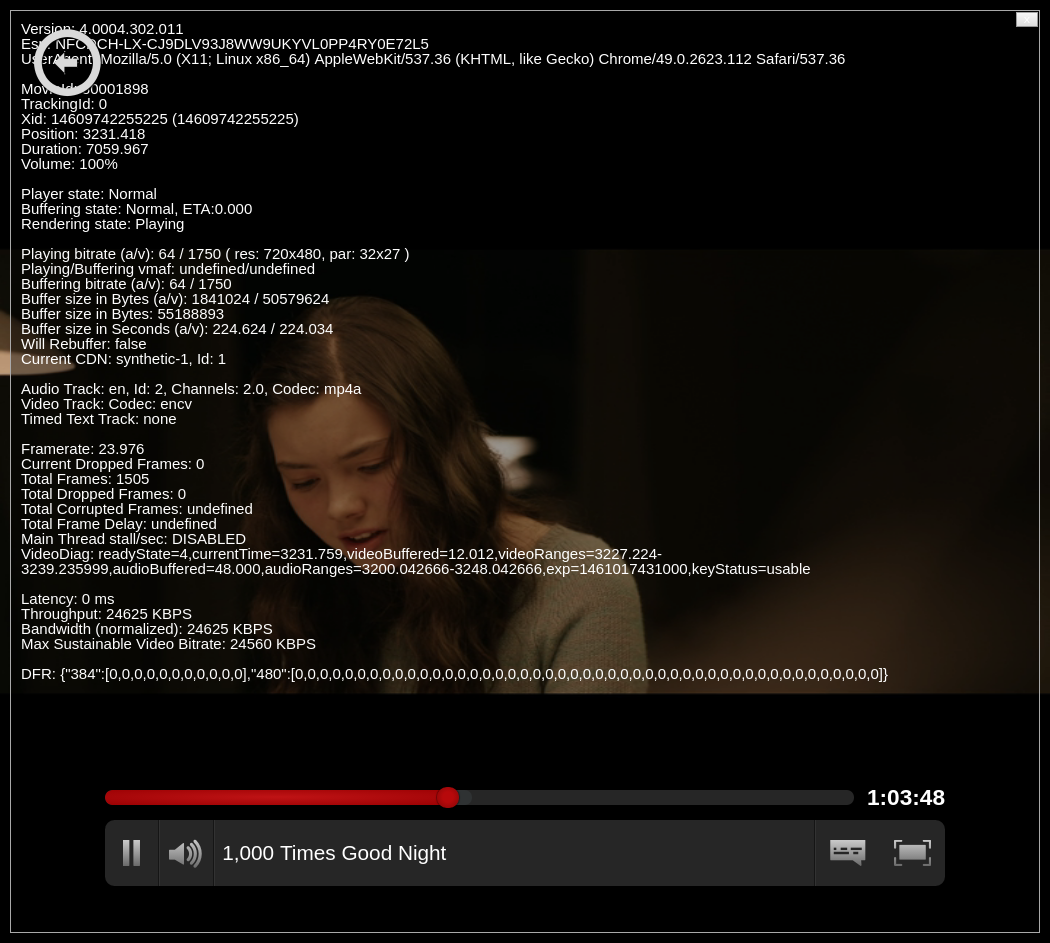 Version: 4.0004.302.011
Esn: NFCDCH-LX-CJ9DLV93J8WW9UKYVL0PP4RY0E72L5
UserAgent: Mozilla/5.0 (X11; Linux x86_64) AppleWebKit/537.36 (KHTML, like Gecko) Chrome/49.0.2623.112 Safari/537.36
MovieId: 80001898
TrackingId: 0
Xid: 14609742255225 (14609742255225)
Position: 3231.418
Duration: 7059.967
Volume: 100%
Player state: Normal
Buffering state: Normal, ETA:0.000
Rendering state: Playing
Playing bitrate (a/v): 64 / 1750 ( res: 720x480, par: 32x27 )
Playing/Buffering vmaf: undefined/undefined
Buffering bitrate (a/v): 64 / 1750
Buffer size in Bytes (a/v): 1841024 / 50579624
Buffer size in Bytes: 55188893
Buffer size in Seconds (a/v): 224.624 / 224.034
Will Rebuffer: false
Current CDN: synthetic-1, Id: 1
Audio Track: en, Id: 2, Channels: 2.0, Codec: mp4a
Video Track: Codec: encv
Timed Text Track: none
Framerate: 23.976
Current Dropped Frames: 0
Total Frames: 1505
Total Dropped Frames: 0
Total Corrupted Frames: undefined
Total Frame Delay: undefined
Main Thread stall/sec: DISABLED
VideoDiag: readyState=4,currentTime=3231.759,videoBuffered=12.012,videoRanges=3227.224-
3239.235999,audioBuffered=48.000,audioRanges=3200.042666-3248.042666,exp=1461017431000,keyStatus=usable
Latency: 0 ms
Throughput: 24625 KBPS
Bandwidth (normalized): 24625 KBPS
Max Sustainable Video Bitrate: 24560 KBPS
DFR: {"384":[0,0,0,0,0,0,0,0,0,0,0],"480":[0,0,0,0,0,0,0,0,0,0,0,0,0,0,0,0,0,0,0,0,0,0,0,0,0,0,0,0,0,0,0,0,0,0,0,0,0,0,0,0,0,0,0,0,0,0,0]}
1:03:48
1,000 Times Good Night